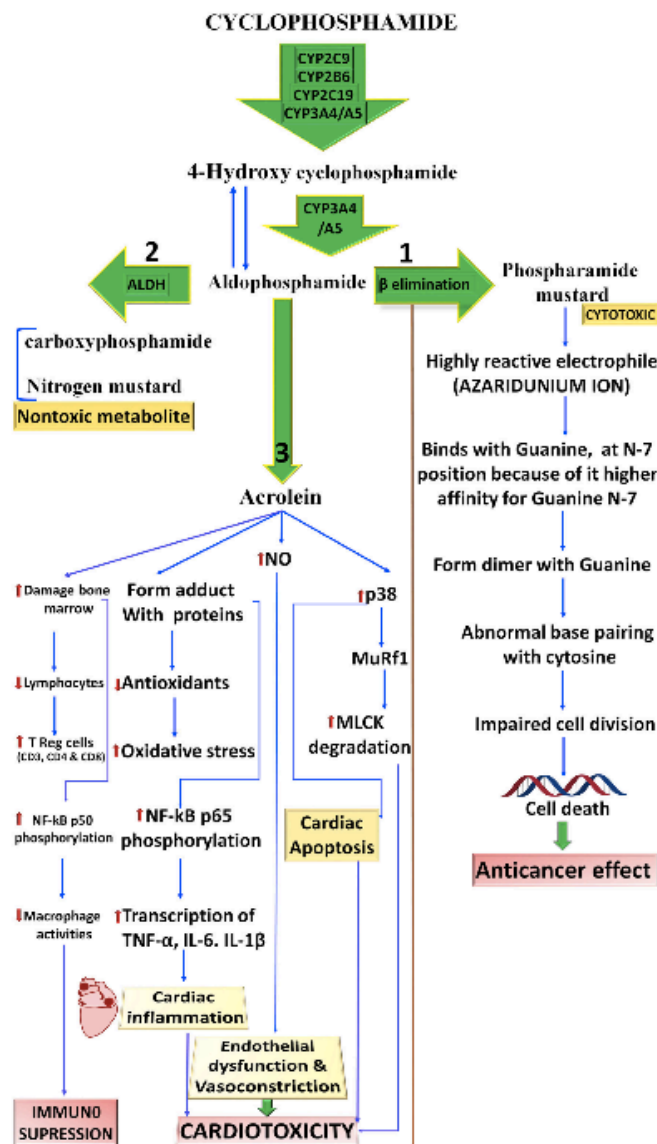 CYCLOPHOSPHAMIDE
CYP2C9
CYP2B6
CYP2C19
CYP3A4/A5
4-Hydroxy cyclophosphamide
CYP3A4
/A5
2
ALDH
Aldophosphamide
1
β elimination
Phospharamide
mustard
CYTOTOXIC
carboxyphosphamide
Nitrogen mustard
Nontoxic metabolite
Highly reactive electrophile
(AZARIDUNIUM ION)
Binds with Guanine, at N-7
position because of it higher
affinity for Guanine N-7
Form dimer with Guanine
Abnormal base pairing
with cytosine
Impaired cell division
Cell death
Anticancer effect
3
Acrolein
↑Damage bone
marrow
↓Lymphocytes
↑ T Reg cells
(CD3, CD4 & CD8)
↑
NF-kB p50
phosphorylation
↓Macrophage
activities
IMMUN0
SUPRESSION
Form adduct
With proteins
↓Antioxidants
↑Oxidative stress
↑NF-kB p65
phosphorylation
↑Transcription of
TNF-α, IL-6. IL-1β
Cardiac
inflammation
↑NO
Endothelial
dysfunction &
Vasoconstriction
↑p38
MuRf1
↑MLCK
degradation
Cardiac
Apoptosis
CARDIOTOXICITY